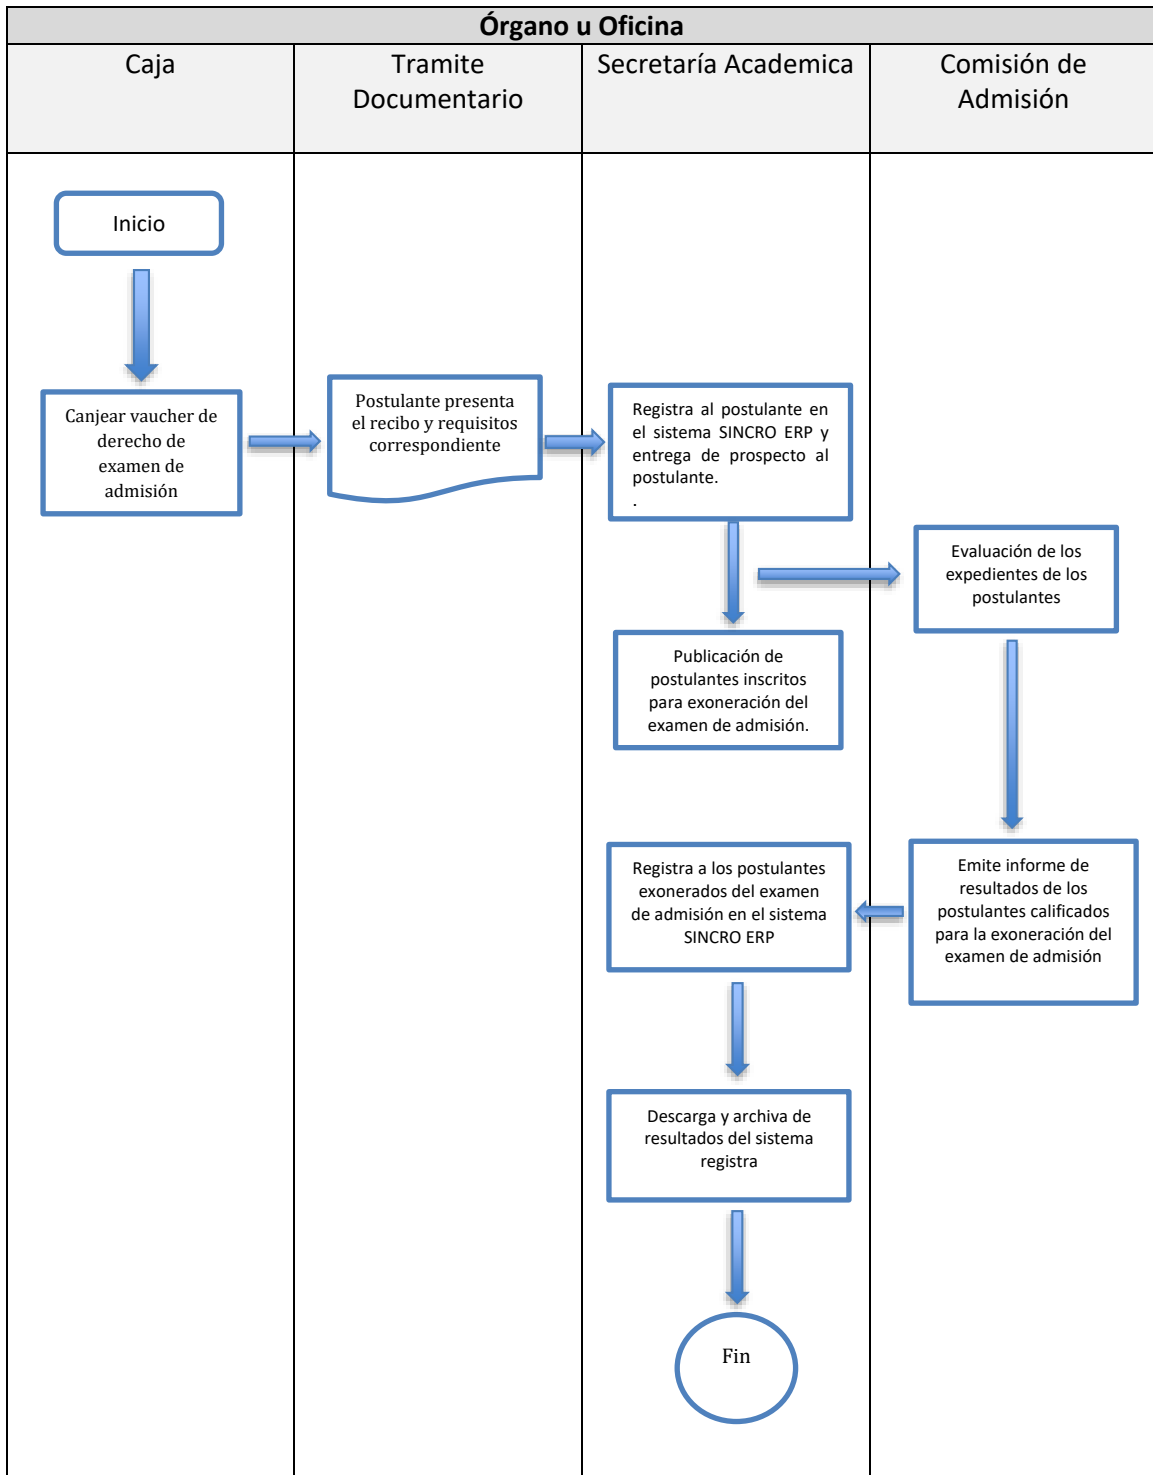 Órgano u Oficina
Caja
Tramite
Documentario
Secretaría Academica
Comisión de
Admisión
Inicio
Canjear vaucher de
derecho de
examen de
admisión
Postulante presenta
el recibo y requisitos
correspondiente
Registra al postulante en
el sistema SINCRO ERP y
entrega de prospecto al
postulante.
.
Evaluación de los
expedientes de los
postulantes
Publicación de
postulantes inscritos
para exoneración del
examen de admisión.
Emite informe de
resultados de los
postulantes calificados
para la exoneración del
examen de admisión
Registra a los postulantes
exonerados del examen
de admisión en el sistema
SINCRO ERP
Descarga y archiva de
resultados del sistema
registra
Fin